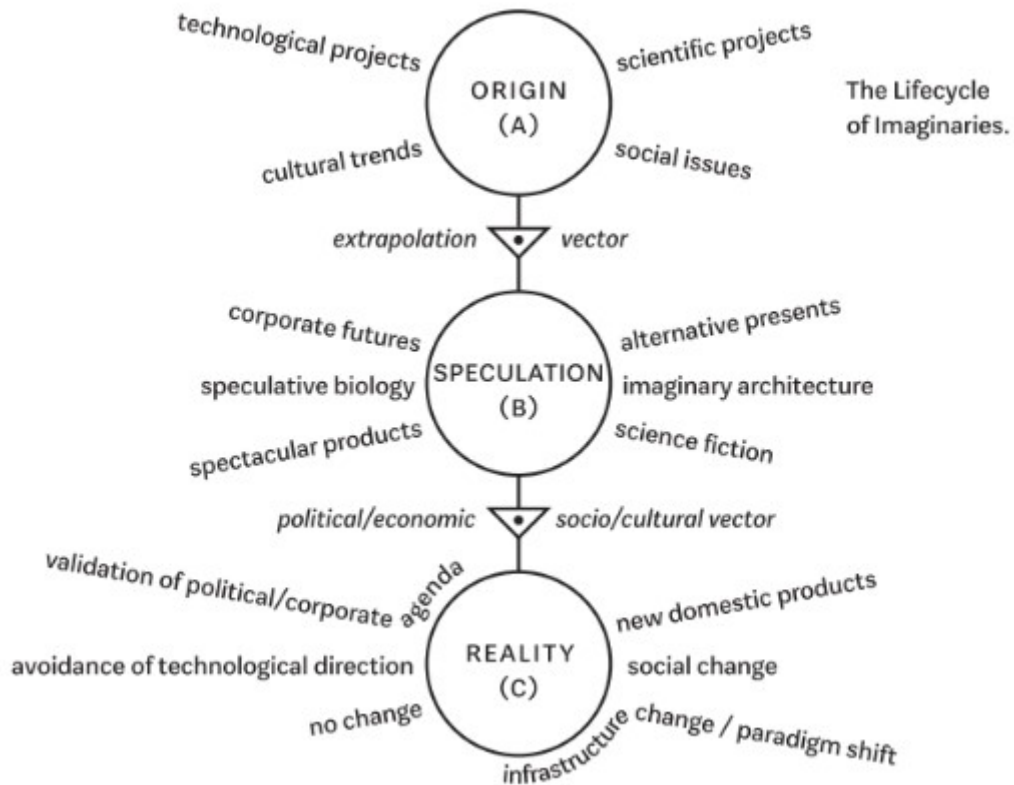 technological projects
scientific projects
ORIGIN
(A)
The Lifecycle
of Imaginaries.
cultural trends
social issues
extrapolation vector
corporate futures
alternative presents
speculative biology
SPECULATION
(B)
imaginary architecture
spectacular products
science fiction
political/economic socio/cultural vector
validation of political/corporate agenda
new domestic products
avoidance of technological direction
REALITY
(C)
social change
no change
infrastructure change / paradigm shift